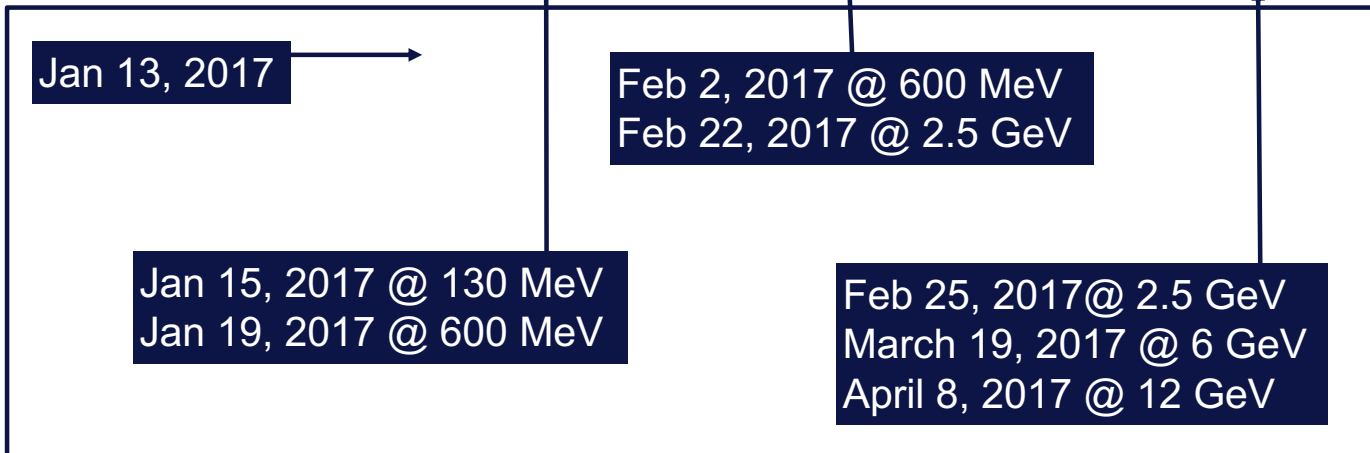 Jan 13, 2017
Feb 2, 2017 @ 600 MeV
Feb 22, 2017 @ 2.5 GeV
Jan 15, 2017 @ 130 MeV
Jan 19, 2017 @ 600 MeV
Feb 25, 2017@ 2.5 GeV
March 19, 2017 @ 6 GeV
April 8, 2017 @ 12 GeV